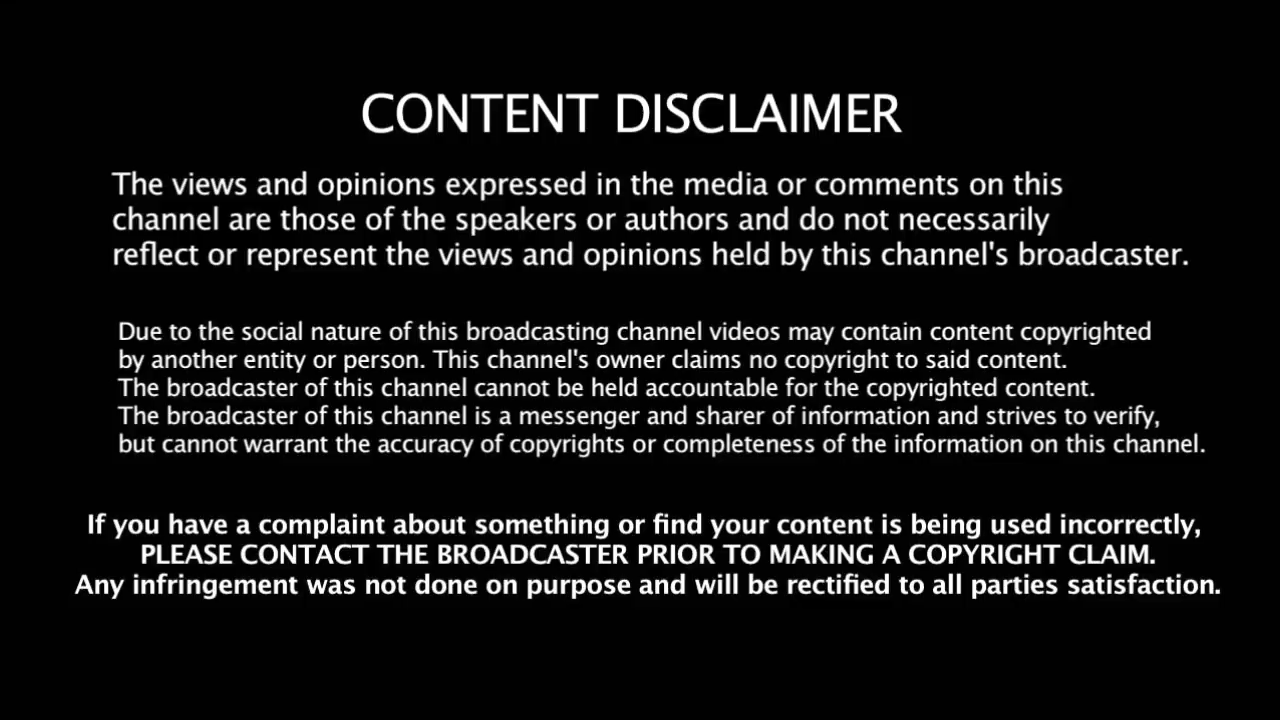 CONTENT DISCLAIMER
The views and opinions expressed in the media or comments on this
channel are those of the speakers or authors and do not necessarily
reflect or represent the views and opinions held by this channel's broadcaster.
Due to the social nature of this broadcasting channel videos may contain content copyrighted
by another entity or person. This channel's owner claims no copyright to said content.
The broadcaster of this channel cannot be held accountable for the copyrighted content.
The broadcaster of this channel is a messenger and sharer of information and strives to verify,
but cannot warrant the accuracy of copyrights or completeness of the information on this channel.
If you have a complaint about something or find your content is being used incorrectly,
PLEASE CONTACT THE BROADCASTER PRIOR TO MAKING A COPYRIGHT CLAIM.
Any infringement was not done on purpose and will be rectified to all parties satisfaction.